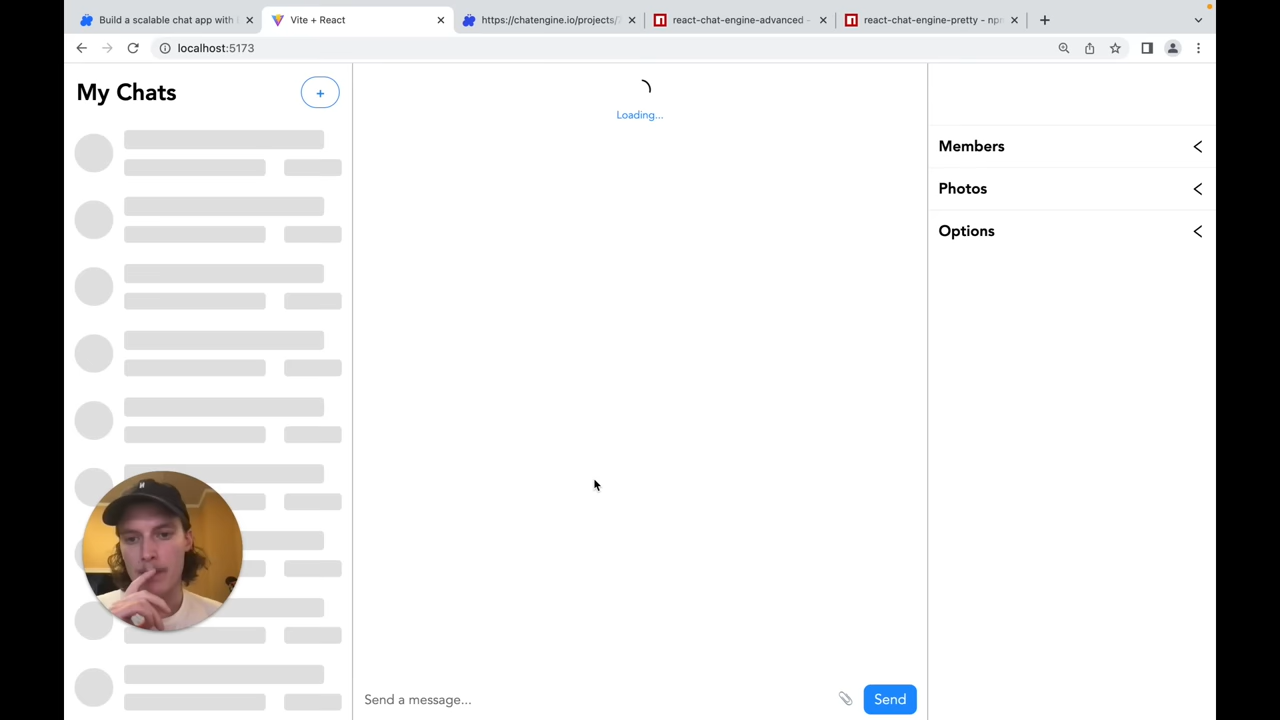 Build a scalable chat app with
Vite + React
https://chatengine.io/projects/
react-chat-engine-advanced -
react-chat-engine-pretty - npm
localhost:5173
My Chats
+
Loading...
Members
Photos
Options
Send a message...
Send